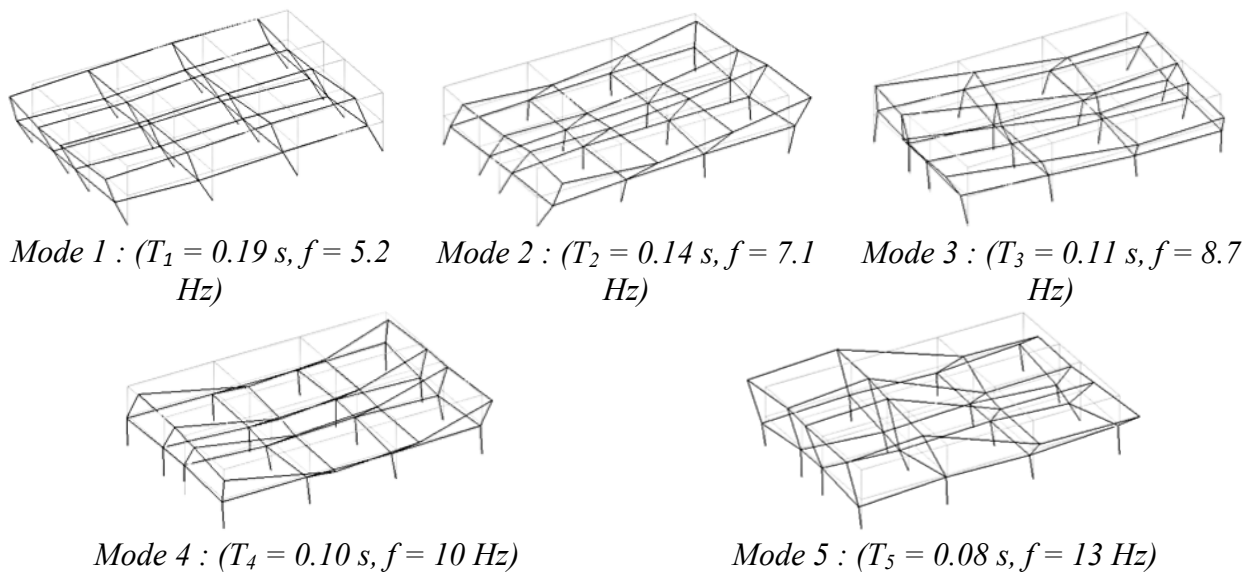 Mode 1 : (T₁ = 0.19 s, f = 5.2
Hz)
Mode 2 : (T₂ = 0.14 s, f = 7.1
Hz)
Mode 3 : (T₃ = 0.11 s, f = 8.7
Hz)
Mode 4 : (T₄ = 0.10 s, f = 10 Hz)
Mode 5 : (T₅ = 0.08 s, f = 13 Hz)